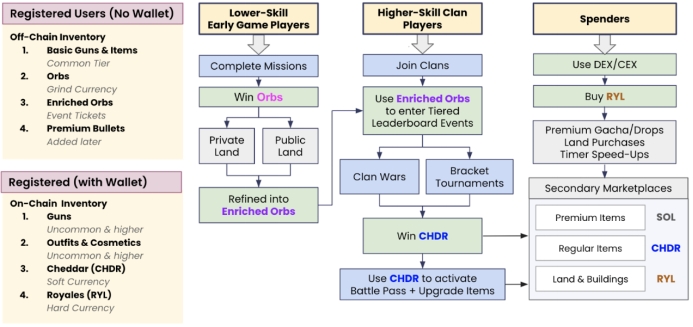 Registered Users (No Wallet)
Off-Chain Inventory
1. Basic Guns & Items
Common Tier
2. Orbs
Grind Currency
3. Enriched Orbs
Event Tickets
4. Premium Bullets
Added later
Registered (with Wallet)
On-Chain Inventory
1. Guns
Uncommon & higher
2. Outfits & Cosmetics
Uncommon & higher
3. Cheddar (CHDR)
Soft Currency
4. Royales (RYL)
Hard Currency
Lower-Skill
Early Game Players
Complete Missions
Win Orbs
Private
Land
Public
Land
Refined into
Enriched Orbs
Higher-Skill Clan
Players
Join Clans
Use Enriched Orbs
to enter Tiered
Leaderboard Events
Clan Wars
Bracket
Tournaments
Win CHDR
Use CHDR to activate
Battle Pass + Upgrade Items
Spenders
Use DEX/CEX
Buy RYL
Premium Gacha/Drops
Land Purchases
Timer Speed-Ups
Secondary Marketplaces
Premium Items SOL
Regular Items CHDR
Land & Buildings RYL